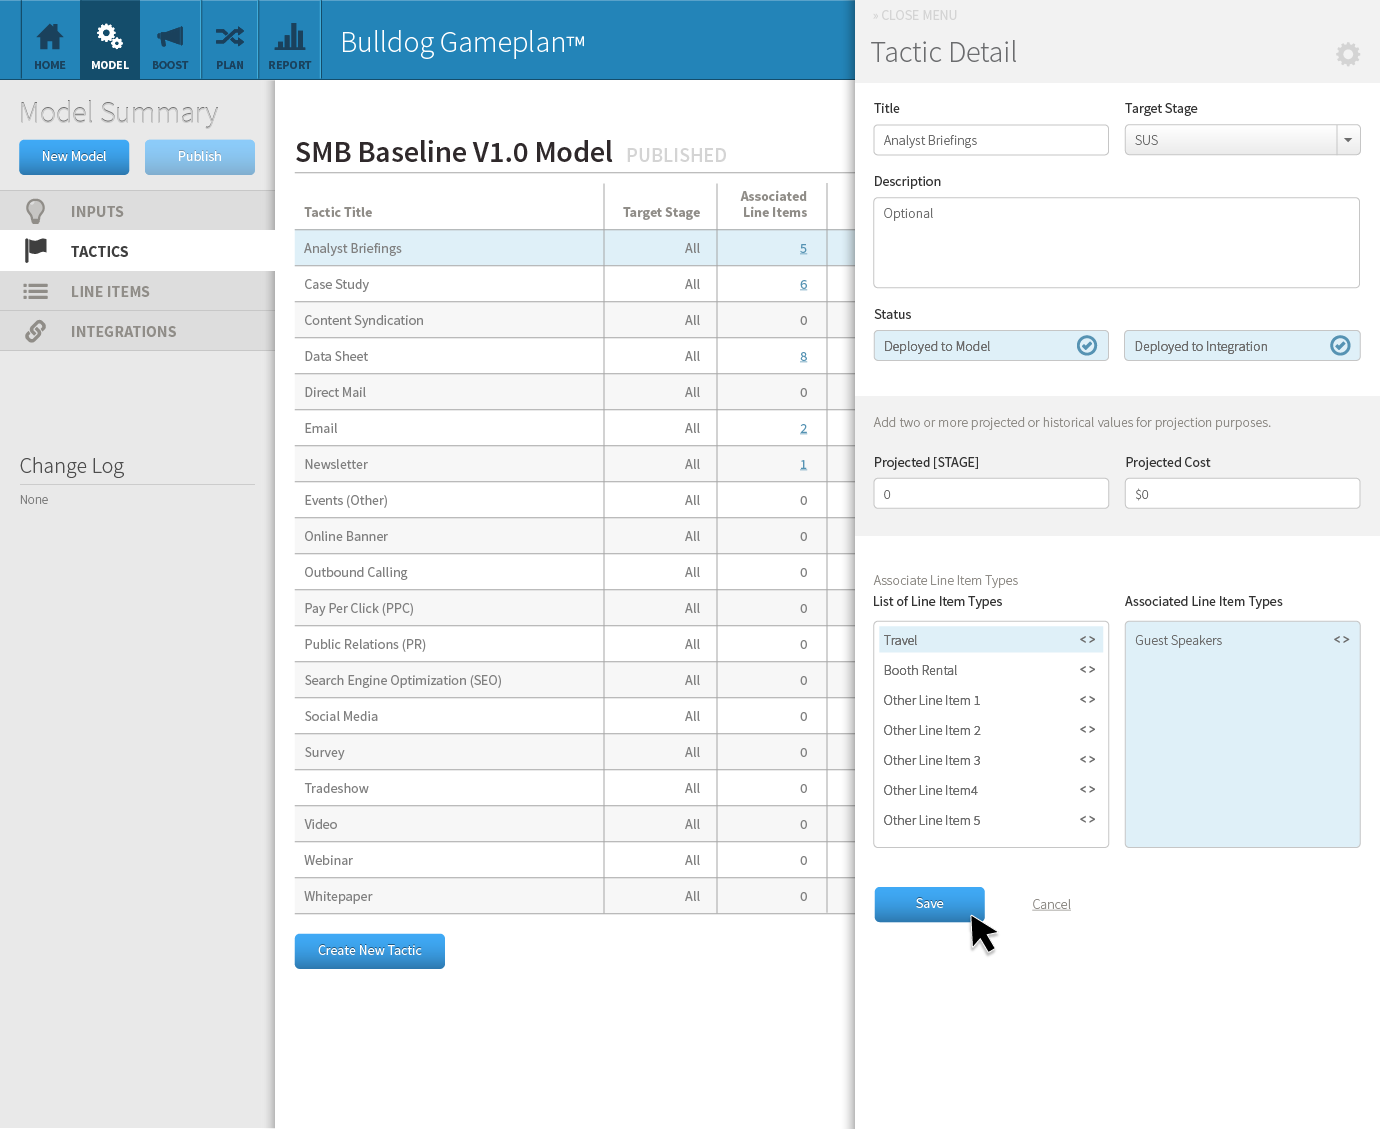 HOME
MODEL
BOOST
PLAN
REPORT
Bulldog Gameplan™
Model Summary
New Model
Publish
INPUTS
TACTICS
LINE ITEMS
INTEGRATIONS
Change Log
None
SMB Baseline V1.0 Model PUBLISHED
Tactic Title Target Stage Associated Line Items
Analyst Briefings All 5
Case Study All 6
Content Syndication All 0
Data Sheet All 8
Direct Mail All 0
Email All 2
Newsletter All 1
Events (Other) All 0
Online Banner All 0
Outbound Calling All 0
Pay Per Click (PPC) All 0
Public Relations (PR) All 0
Search Engine Optimization (SEO) All 0
Social Media All 0
Survey All 0
Tradeshow All 0
Video All 0
Webinar All 0
Whitepaper All 0
Create New Tactic
» CLOSE MENU
Tactic Detail
Title
Analyst Briefings
Target Stage
SUS
Description
Optional
Status
Deployed to Model
Deployed to Integration
Add two or more projected or historical values for projection purposes.
Projected [STAGE]
0
Projected Cost
$0
Associate Line Item Types
List of Line Item Types
Travel <>
Booth Rental <>
Other Line Item 1 <>
Other Line Item 2 <>
Other Line Item 3 <>
Other Line Item4 <>
Other Line Item 5 <>
Associated Line Item Types
Guest Speakers <>
Save
Cancel